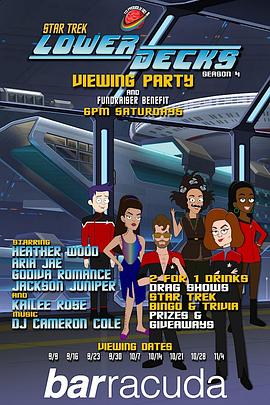 STAR TREK
LOWER DECKS
SEASON 4
VIEWING PARTY
AND
FUNDRAISER BENEFIT
6PM SATURDAYS
STARRING
HEATHER WOOD
ARIA JAE
GODIVA ROMANCE
JACKSON JUNIPER
AND
KAILEE ROSE
MUSIC
DJ CAMERON COLE
2 FOR 1 DRINKS
DRAG SHOWS
STAR TREK
BINGO & TRIVIA
PRIZES &
GIVEAWAYS
VIEWING DATES
9/9 9/16 9/23 9/30 10/7 10/14 10/21 10/28 11/4
barracuda